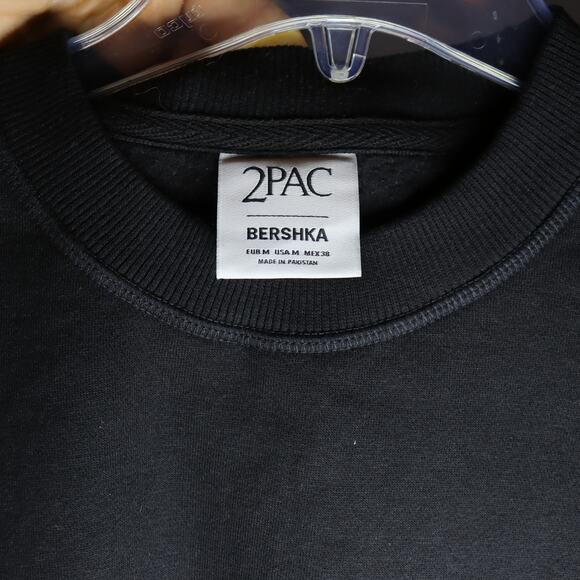 2PAC
BERSHKA
EUR M USA M MEX 38
MADE IN PAKISTAN